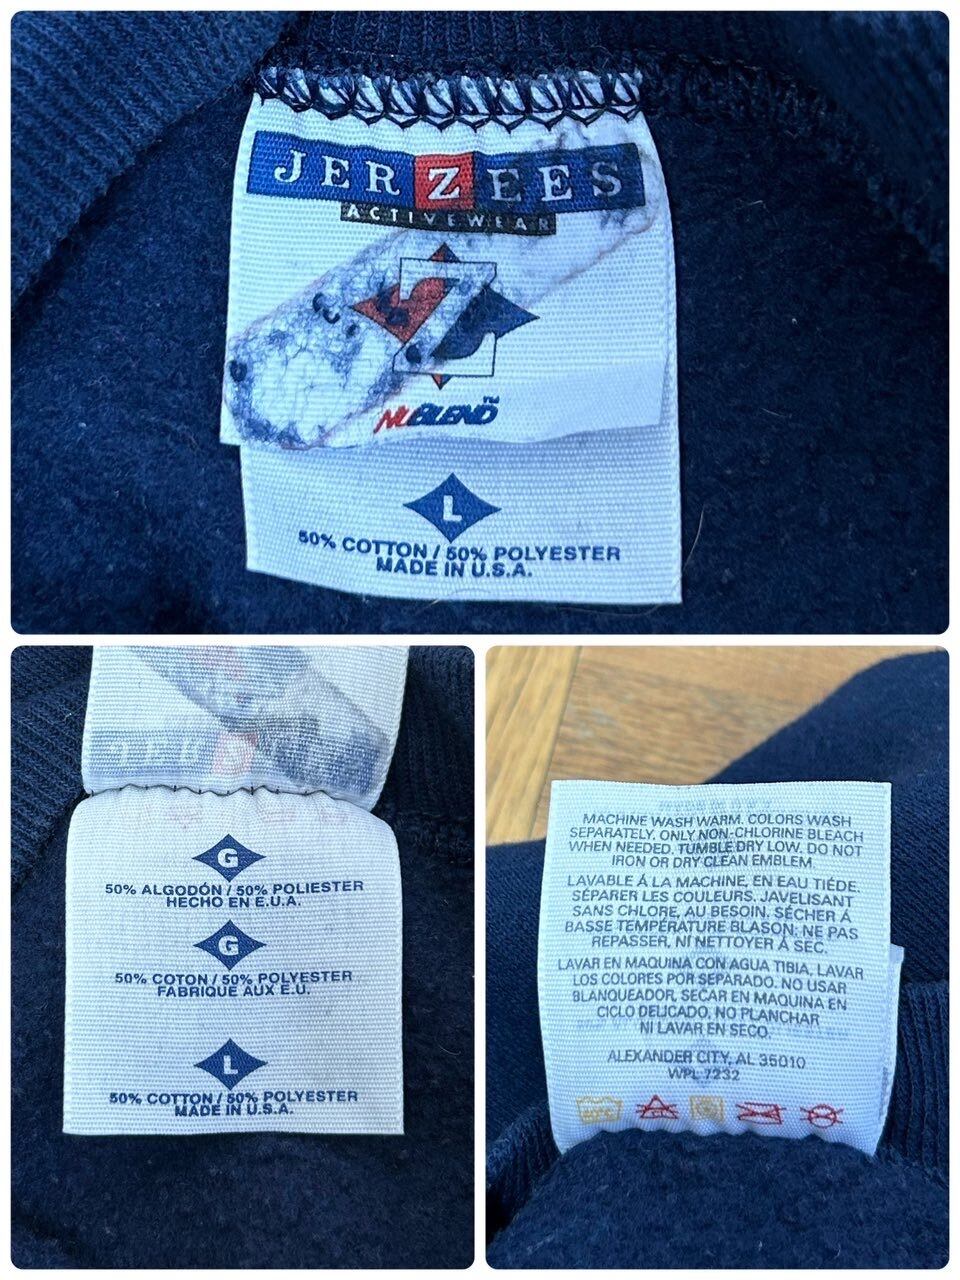 JERZEES
ACTIVEWEAR
NUBLEND™
L
50% COTTON / 50% POLYESTER
MADE IN U.S.A.
G
50% ALGODÓN / 50% POLIESTER
HECHO EN E.U.A.
G
50% COTON / 50% POLYESTER
FABRIQUE AUX E.U.
L
50% COTTON / 50% POLYESTER
MADE IN U.S.A.
MACHINE WASH WARM. COLORS WASH
SEPARATELY. ONLY NON-CHLORINE BLEACH
WHEN NEEDED. TUMBLE DRY LOW. DO NOT
IRON OR DRY CLEAN EMBLEM.
LAVABLE Á LA MACHINE, EN EAU TIÉDE.
SÉPARER LES COULEURS. JAVELISANT
SANS CHLORE, AU BESOIN. SÉCHER Á
BASSE TEMPÉRATURE BLASON: NE PAS
REPASSER, NI NETTOYER Á SEC.
LAVAR EN MAQUINA CON AGUA TIBIA, LAVAR
LOS COLORES POR SEPARADO. NO USAR
BLANQUEADOR, SECAR EN MAQUINA EN
CICLO DELICADO. NO PLANCHAR
NI LAVAR EN SECO.
ALEXANDER CITY, AL 35010
WPL 7232